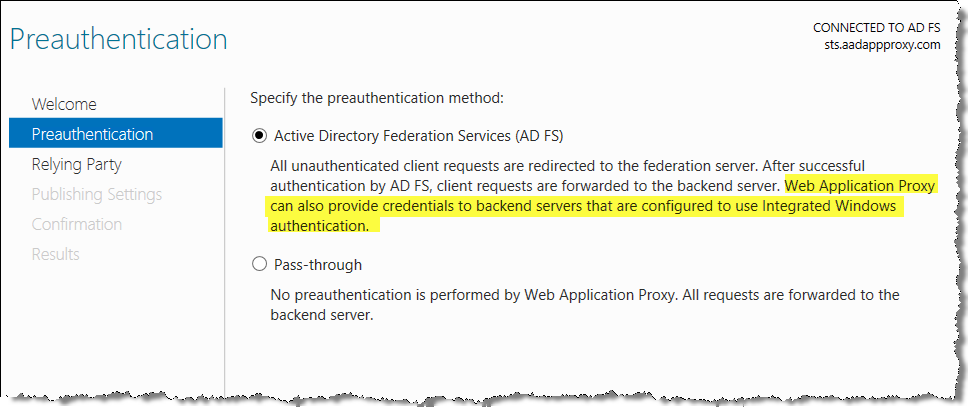 Preauthentication
CONNECTED TO AD FS
sts.aadappproxy.com
Welcome
Preauthentication
Relying Party
Publishing Settings
Confirmation
Results
Specify the preauthentication method:
Active Directory Federation Services (AD FS)
All unauthenticated client requests are redirected to the federation server. After successful
authentication by AD FS, client requests are forwarded to the backend server. Web Application Proxy
can also provide credentials to backend servers that are configured to use Integrated Windows
authentication.
Pass-through
No preauthentication is performed by Web Application Proxy. All requests are forwarded to the
backend server.